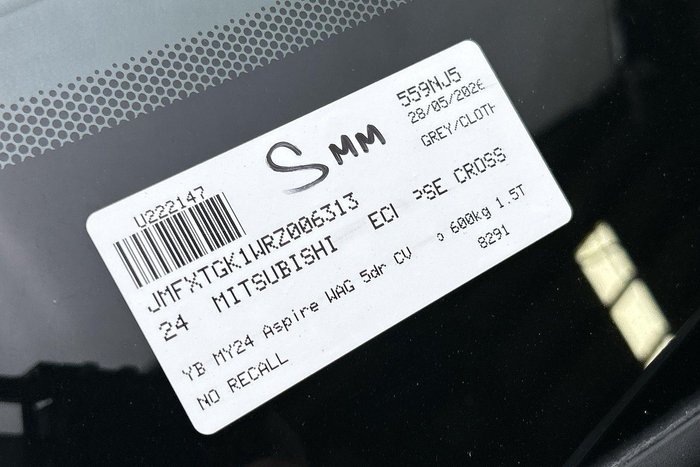 U222147
SMM
559NJ5
28/05/2026
GREY/CLOTH
JMFXTGK1WRZ006313
24 MITSUBISHI ECL PSE CROSS
YB MY24 Aspire WAG 5dr CV o 600kg 1.5T
NO RECALL
8291